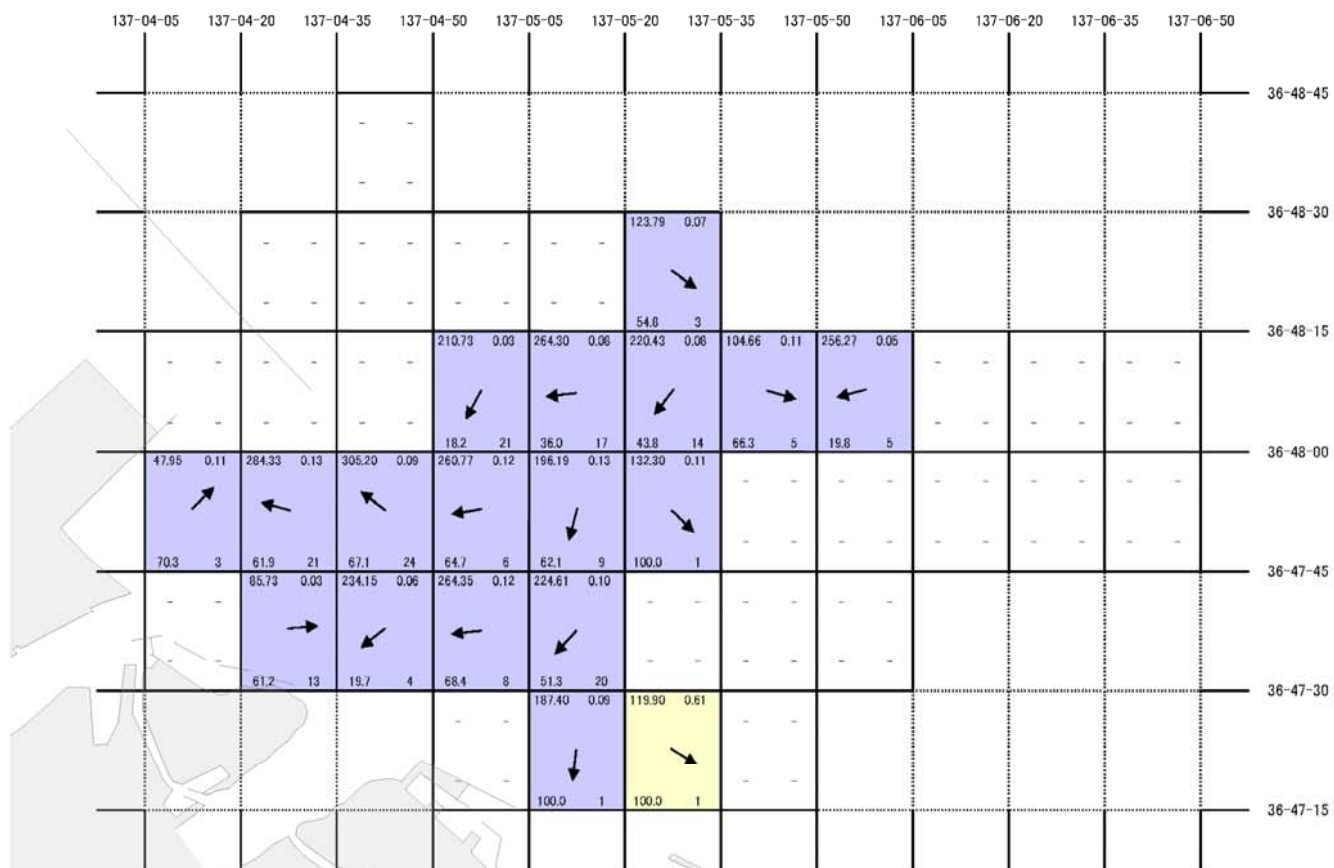 137-04-05 137-04-20 137-04-35 137-04-50 137-05-05 137-05-20 137-05-35 137-05-50 137-06-05 137-06-20 137-06-35 137-06-50
36-48-45
- -
- -
36-48-30
123.79 0.07
- - - - - - - -
- - - - - - - -
54.8 3
36-48-15
210.73 0.03 264.30 0.06 220.43 0.06 104.66 0.11 256.27 0.05
- - - - - - - - - - - -
- - - - - - - - - - - -
18.2 21 36.0 17 43.8 14 66.3 5 19.8 5
36-48-00
47.95 0.11 284.33 0.13 305.20 0.09 260.77 0.12 196.19 0.13 132.30 0.11
- - - - - - - - - -
- - - - - - - - - -
70.3 3 61.9 21 67.1 24 64.7 6 62.1 9 100.0 1
36-47-45
85.73 0.03 234.15 0.06 264.35 0.12 224.61 0.10
- - - - - - - -
- - - - - - - -
61.2 13 19.7 4 68.4 8 51.3 20
36-47-30
187.40 0.09 119.90 0.61
- - - -
- - - -
100.0 1 100.0 1
36-47-15